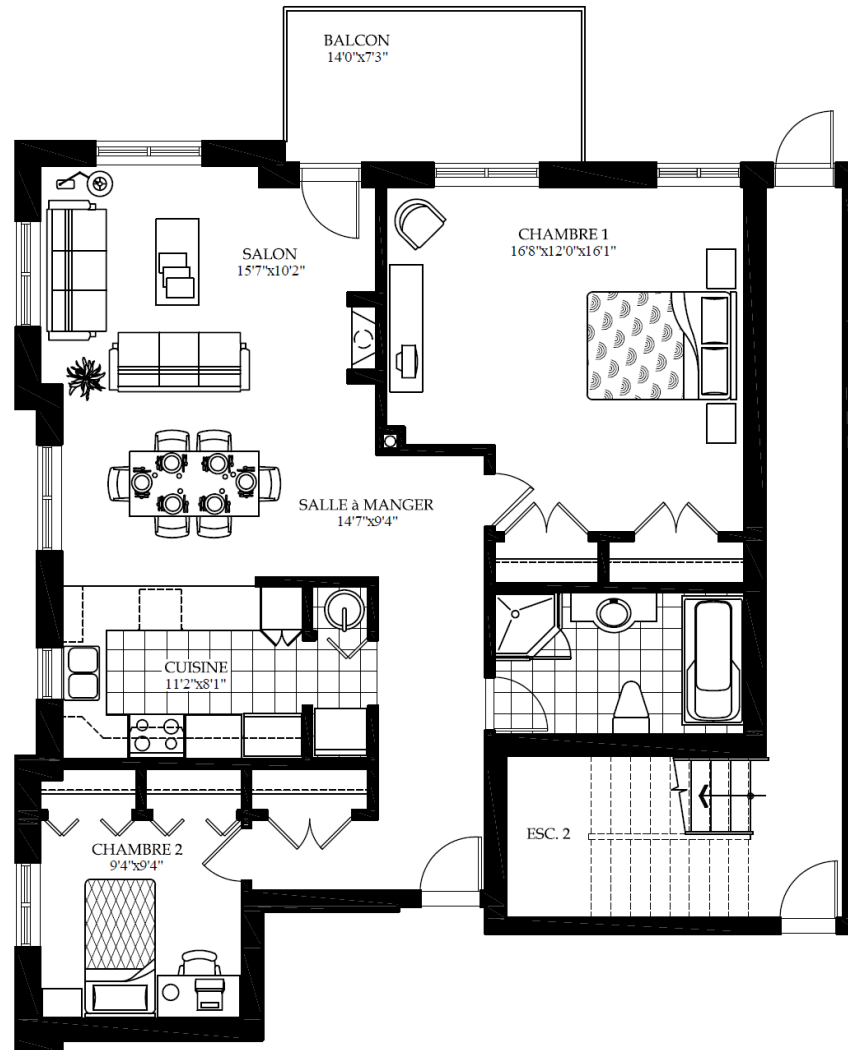 BALCON
14'0"x7'3"
CHAMBRE 1
16'8"x12'0"x16'1"
SALON
15'7"x10'2"
SALLE à MANGER
14'7"x9'4"
CUISINE
11'2"x8'1"
ESC. 2
CHAMBRE 2
9'4"x9'4"